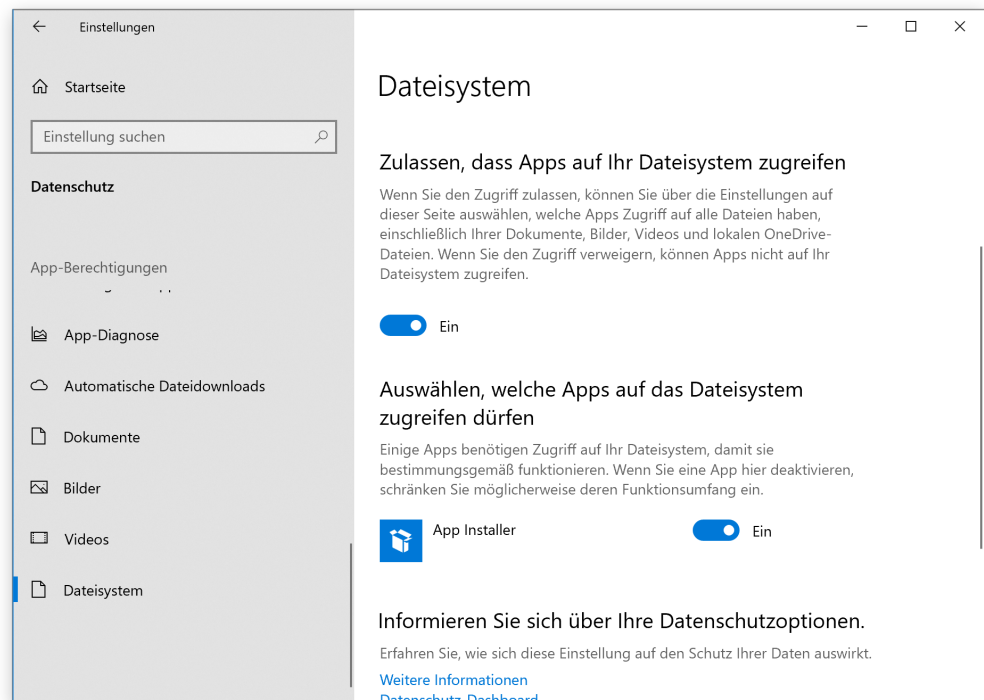 Einstellungen
Startseite
Einstellung suchen
Datenschutz
App-Berechtigungen
App-Diagnose
Automatische Dateidownloads
Dokumente
Bilder
Videos
Dateisystem
Dateisystem
Zulassen, dass Apps auf Ihr Dateisystem zugreifen
Wenn Sie den Zugriff zulassen, können Sie über die Einstellungen auf
dieser Seite auswählen, welche Apps Zugriff auf alle Dateien haben,
einschließlich Ihrer Dokumente, Bilder, Videos und lokalen OneDrive-
Dateien. Wenn Sie den Zugriff verweigern, können Apps nicht auf Ihr
Dateisystem zugreifen.
Ein
Auswählen, welche Apps auf das Dateisystem
zugreifen dürfen
Einige Apps benötigen Zugriff auf Ihr Dateisystem, damit sie
bestimmungsgemäß funktionieren. Wenn Sie eine App hier deaktivieren,
schränken Sie möglicherweise deren Funktionsumfang ein.
App Installer
Ein
Informieren Sie sich über Ihre Datenschutzoptionen.
Erfahren Sie, wie sich diese Einstellung auf den Schutz Ihrer Daten auswirkt.
Weitere Informationen
Datenschutz-Dashboard